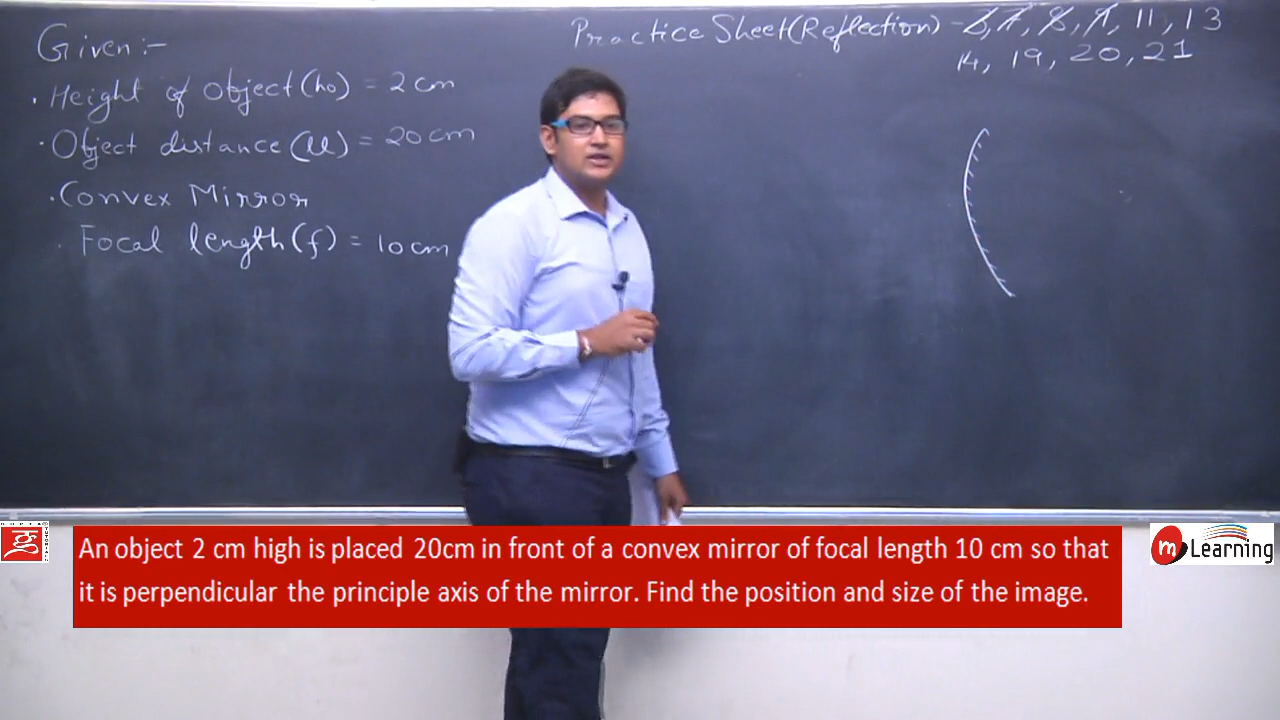 Given:-
Practice Sheet (Reflection) - 6, 7, 8, 9, 11, 13
14, 19, 20, 21
. Height of Object (ho) = 2 cm
. Object distance (u) = 20 cm
. Convex Mirror
. Focal length (f) = 10 cm
An object 2 cm high is placed 20cm in front of a convex mirror of focal length 10 cm so that
it is perpendicular the principle axis of the mirror. Find the position and size of the image.
m Learning